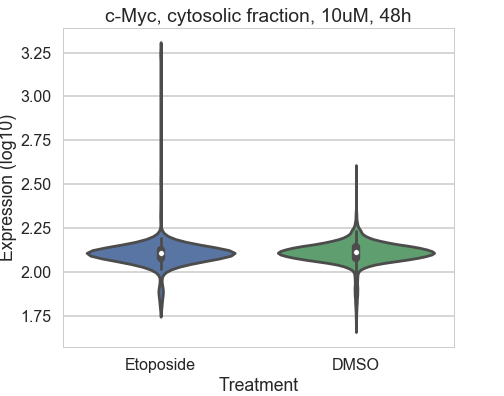 c-Myc, cytosolic fraction, 10uM, 48h
3.25
3.00
2.75
2.50
2.25
2.00
1.75
Expression (log10)
Etoposide DMSO
Treatment